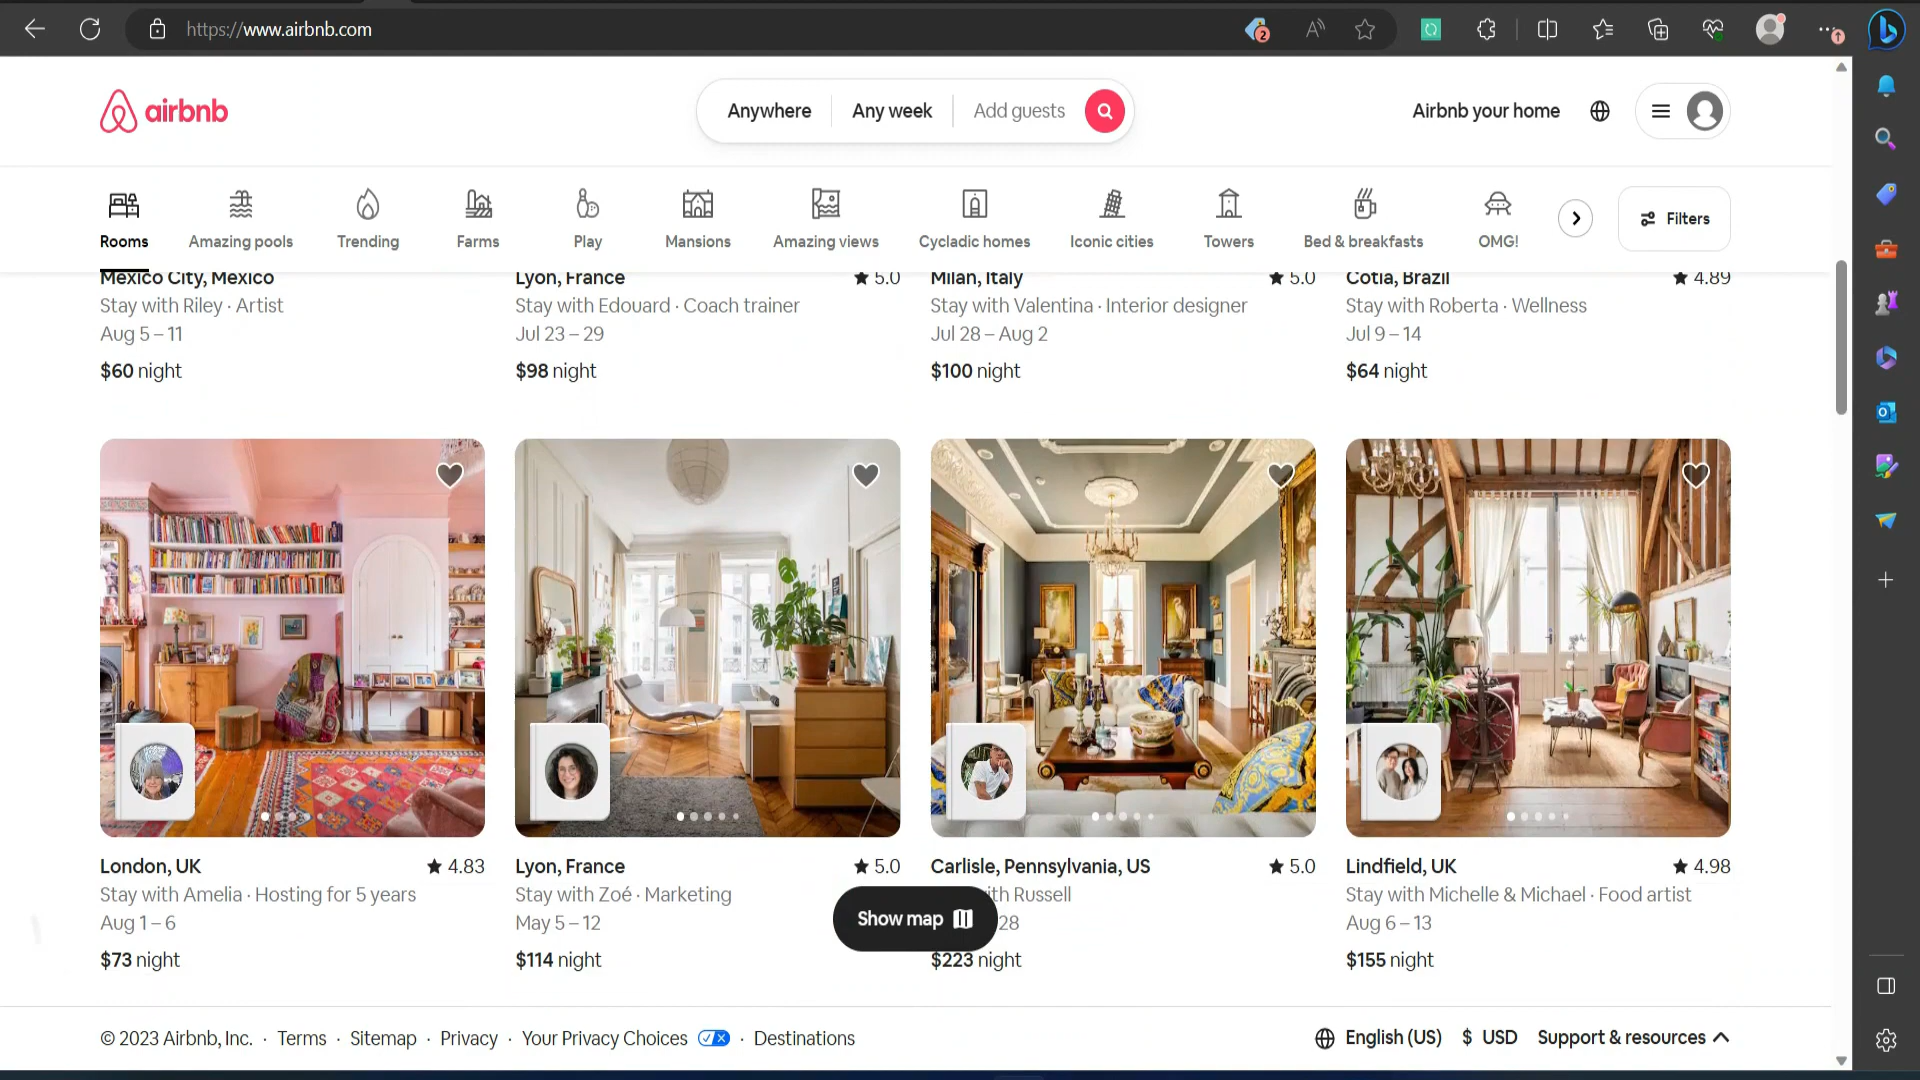 https://www.airbnb.com
2
airbnb
Anywhere
Any week
Add guests
Airbnb your home
Rooms
Amazing pools
Trending
Farms
Play
Mansions
Amazing views
Cycladic homes
Iconic cities
Towers
Bed & breakfasts
OMG!
Filters
Mexico City, Mexico
Stay with Riley · Artist
Aug 5 – 11
$60 night
Lyon, France
5.0
Stay with Edouard · Coach trainer
Jul 23 – 29
$98 night
Milan, Italy
5.0
Stay with Valentina · Interior designer
Jul 28 – Aug 2
$100 night
Cotia, Brazil
4.89
Stay with Roberta · Wellness
Jul 9 – 14
$64 night
London, UK
4.83
Stay with Amelia · Hosting for 5 years
Aug 1 – 6
$73 night
Lyon, France
5.0
Stay with Zoé · Marketing
May 5 – 12
$114 night
Carlisle, Pennsylvania, US
5.0
Russell
28
$223 night
Lindfield, UK
4.98
Stay with Michelle & Michael · Food artist
Aug 6 – 13
$155 night
Show map
© 2023 Airbnb, Inc. · Terms · Sitemap · Privacy · Your Privacy Choices · Destinations
English (US)
$ USD
Support & resources